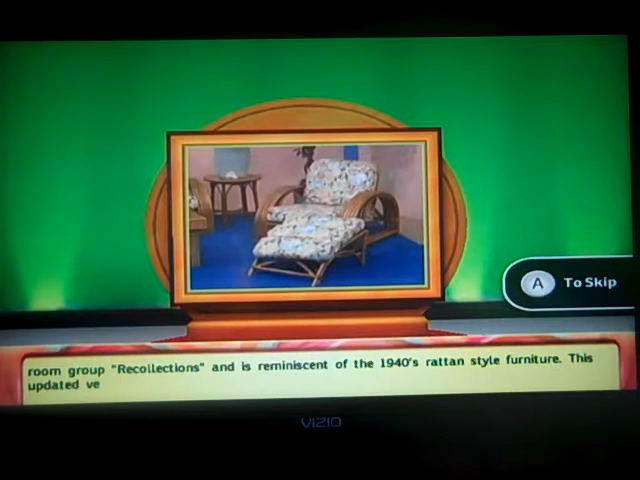 A To Skip
room group "Recollections" and is reminiscent of the 1940's rattan style furniture. This
updated ve
VIZIO